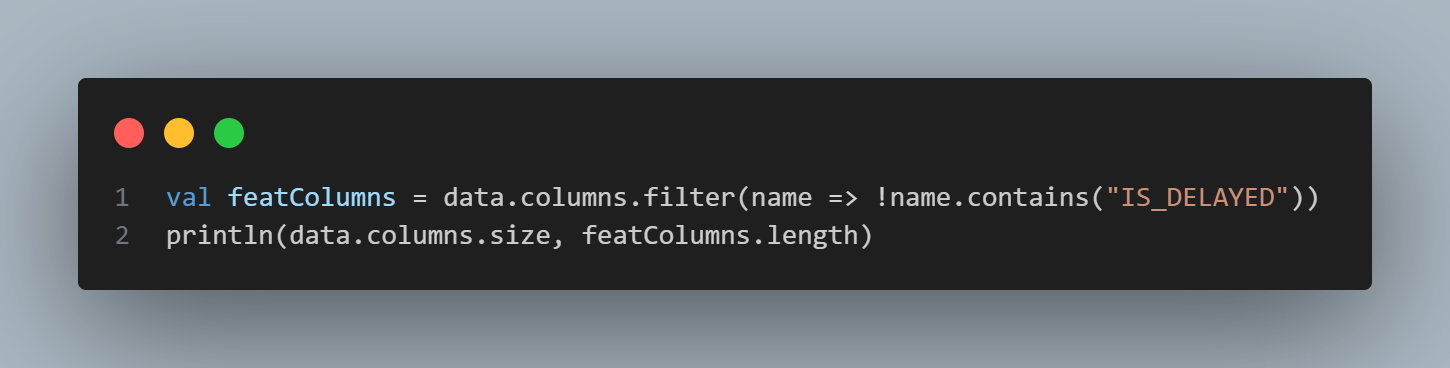 1 val featColumns = data.columns.filter(name => !name.contains("IS_DELAYED"))
2 println(data.columns.size, featColumns.length)